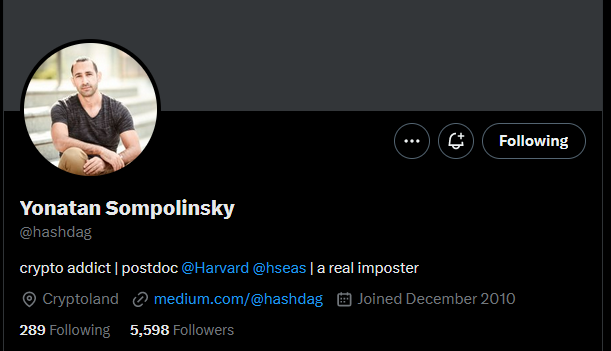 Following
Yonatan Sompolinsky
@hashdag
crypto addict | postdoc @Harvard @hseas | a real imposter
Cryptoland medium.com/@hashdag Joined December 2010
289 Following 5,598 Followers